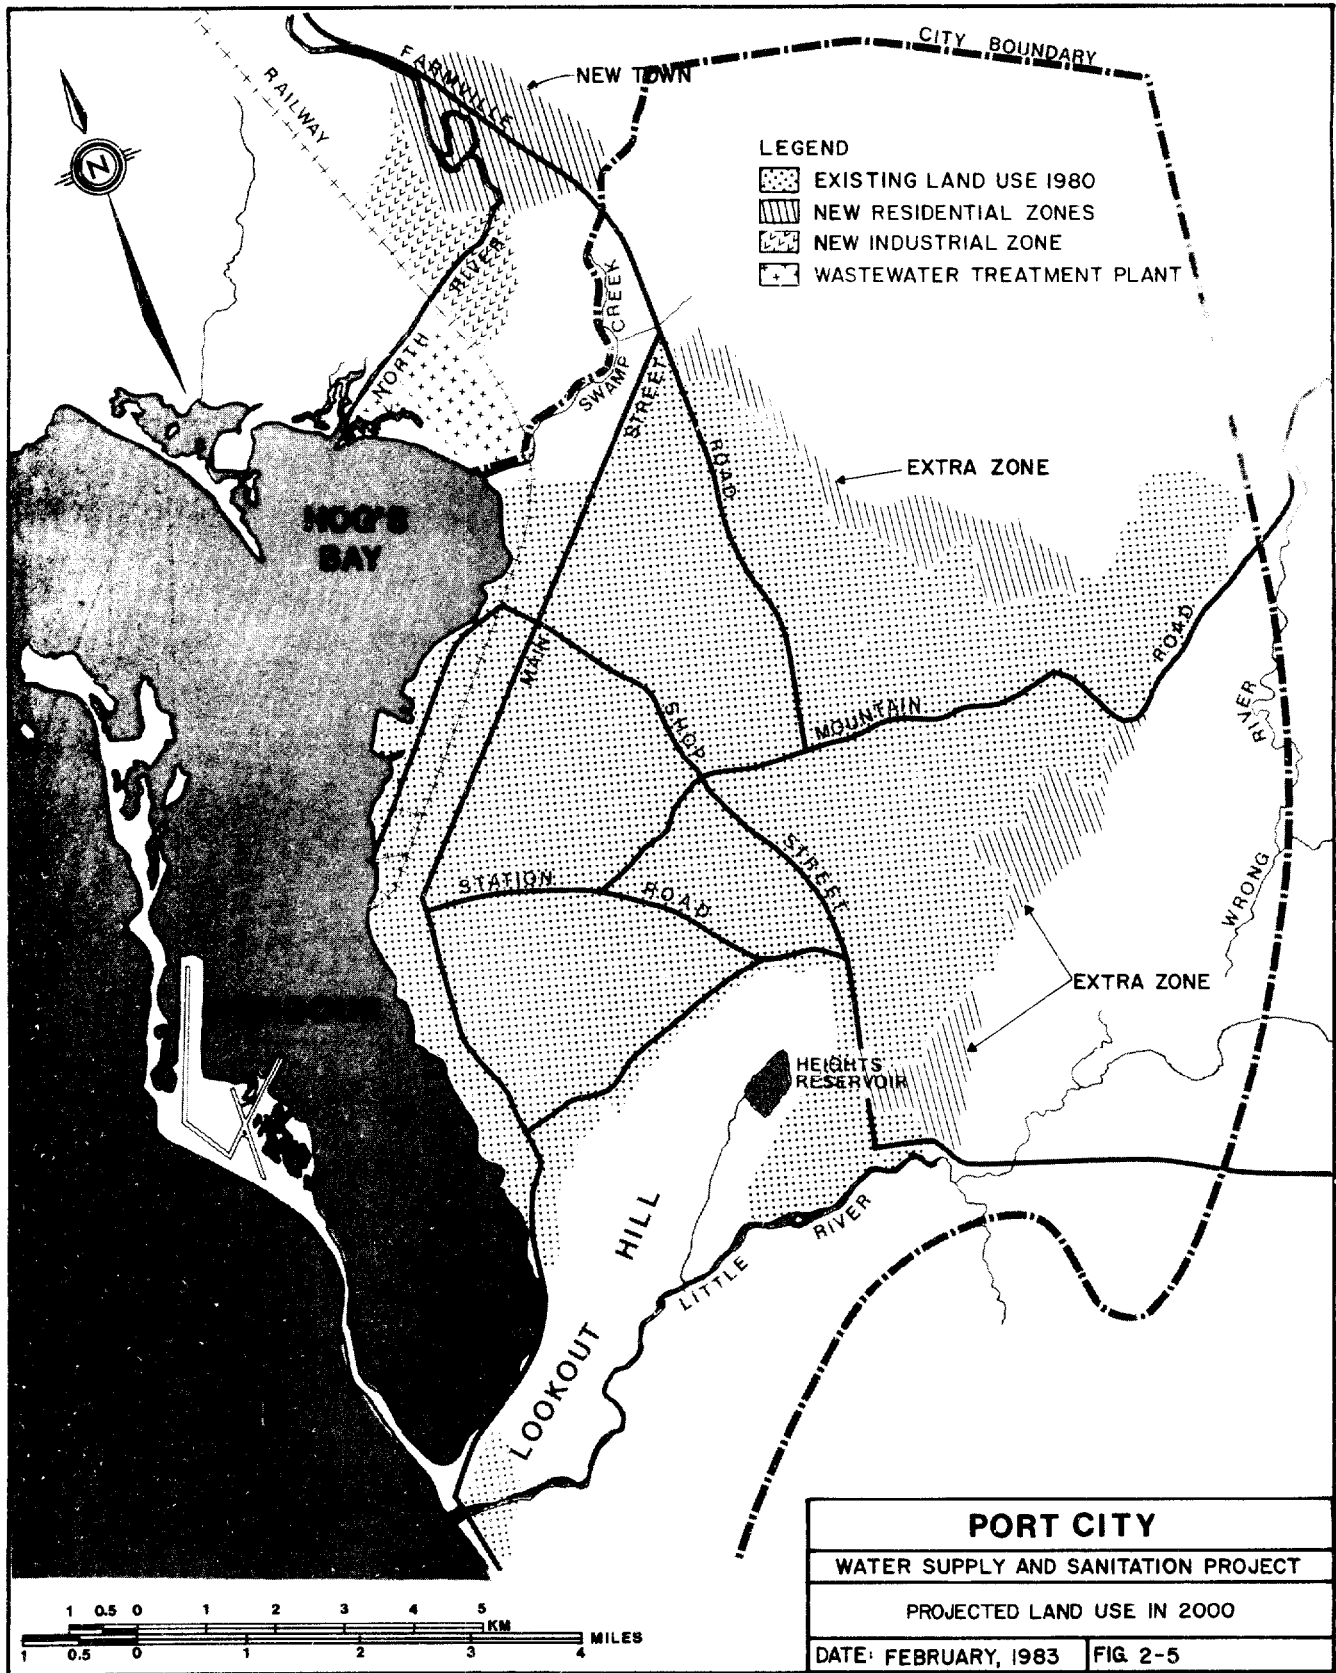 CITY BOUNDARY
FARMVILLE
NEW TOWN
RAILWAY
N
LEGEND
EXISTING LAND USE 1980
NEW RESIDENTIAL ZONES
NEW INDUSTRIAL ZONE
WASTEWATER TREATMENT PLANT
NORTH RIVER
SWAMP CREEK
STREET
ROAD
EXTRA ZONE
HOG'S
BAY
MAIN
SHOP
MOUNTAIN
ROAD
RIVER
STREET
STATION ROAD
WRONG
EXTRA ZONE
HEIGHTS
RESERVOIR
LOOKOUT HILL
LITTLE RIVER
PORT CITY
WATER SUPPLY AND SANITATION PROJECT
PROJECTED LAND USE IN 2000
DATE: FEBRUARY, 1983 FIG. 2-5
1 0.5 0 1 2 3 4 5
KM
MILES
1 0.5 0 1 2 3 4